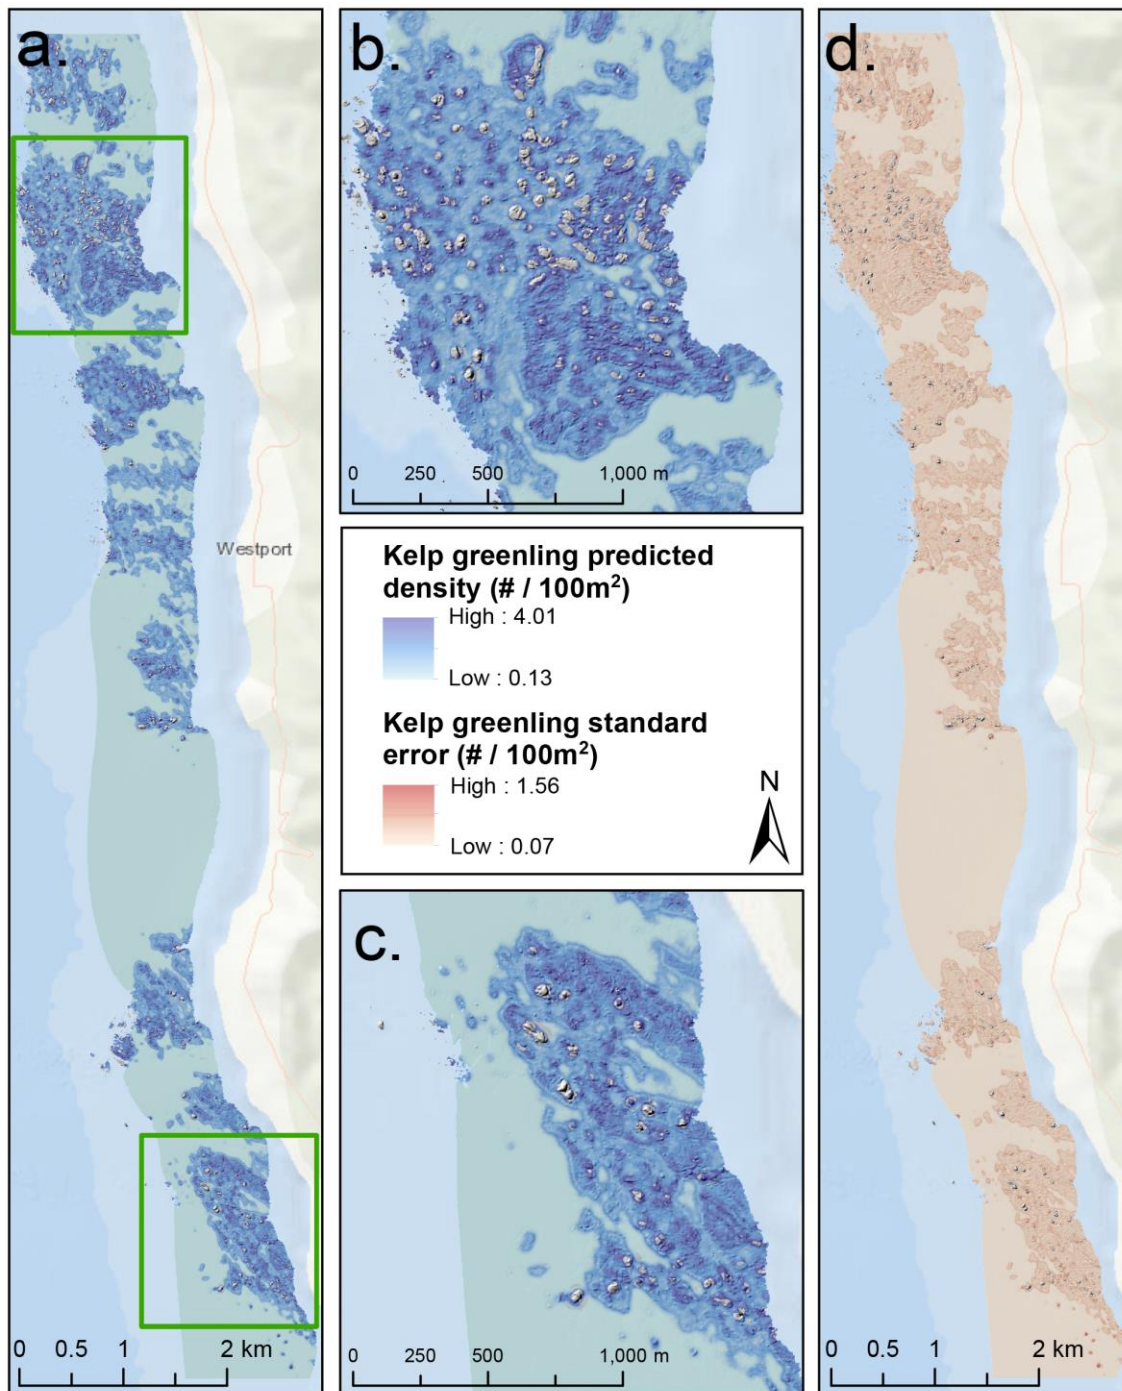 a.
b.
d.
0 250 500 1,000 m
Westport
Kelp greenling predicted
density (# / 100m²)
High : 4.01
Low : 0.13
Kelp greenling standard
error (# / 100m²)
High : 1.56
Low : 0.07
N
c.
0 250 500 1,000 m
0 0.5 1 2 km
0 0.5 1 2 km